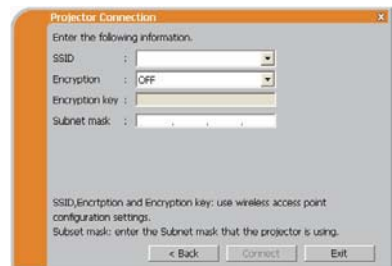 Projector Connection x
Enter the following information.
SSID :
Encryption : OFF
Encryption key :
Subnet mask : . . .
SSID,Encrtption and Encryption key: use wireless access point
configuration settings.
Subset mask: enter the Subnet mask that the projector is using.
< Back Connect Exit